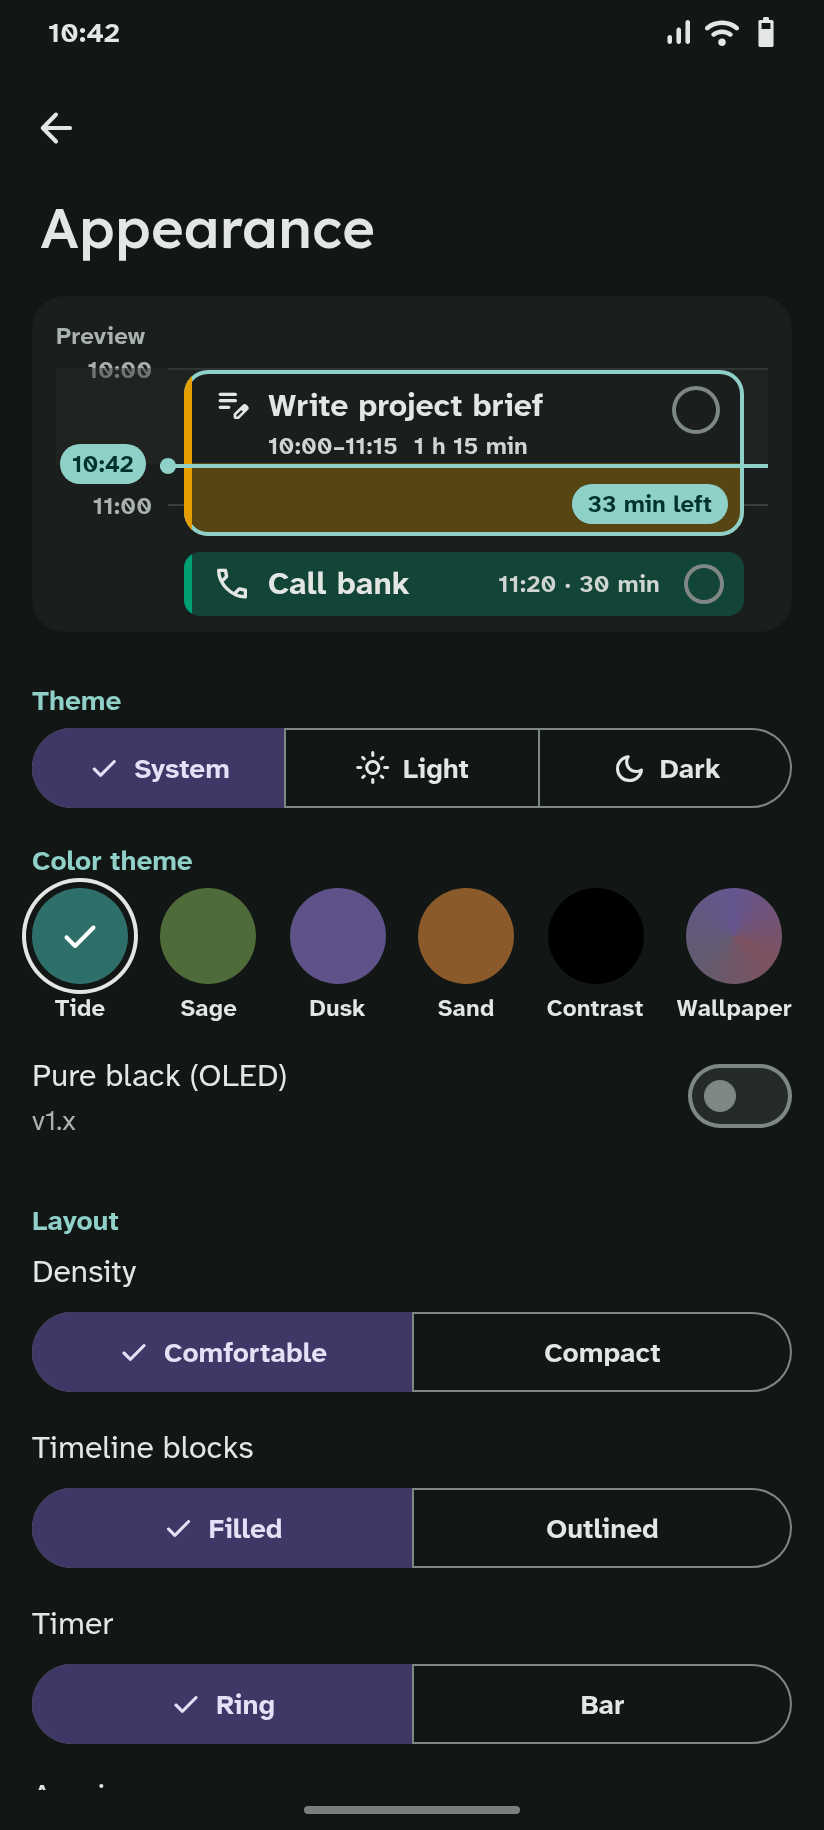 10:42
Appearance
Preview
10:00
Write project brief
10:00–11:15 1 h 15 min
10:42
33 min left
11:00
Call bank 11:20 · 30 min
Theme
System Light Dark
Color theme
Tide Sage Dusk Sand Contrast Wallpaper
Pure black (OLED)
v1.x
Layout
Density
Comfortable Compact
Timeline blocks
Filled Outlined
Timer
Ring Bar